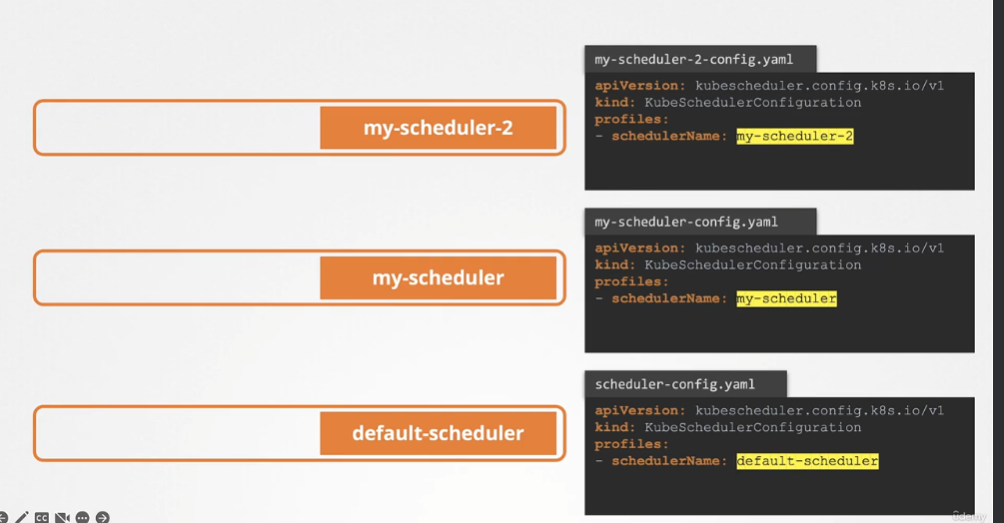 my-scheduler-2
my-scheduler-2-config.yaml
apiVersion: kubescheduler.config.k8s.io/v1
kind: KubeSchedulerConfiguration
profiles:
- schedulerName: my-scheduler-2
my-scheduler
my-scheduler-config.yaml
apiVersion: kubescheduler.config.k8s.io/v1
kind: KubeSchedulerConfiguration
profiles:
- schedulerName: my-scheduler
default-scheduler
scheduler-config.yaml
apiVersion: kubescheduler.config.k8s.io/v1
kind: KubeSchedulerConfiguration
profiles:
- schedulerName: default-scheduler
CC
ûdemy